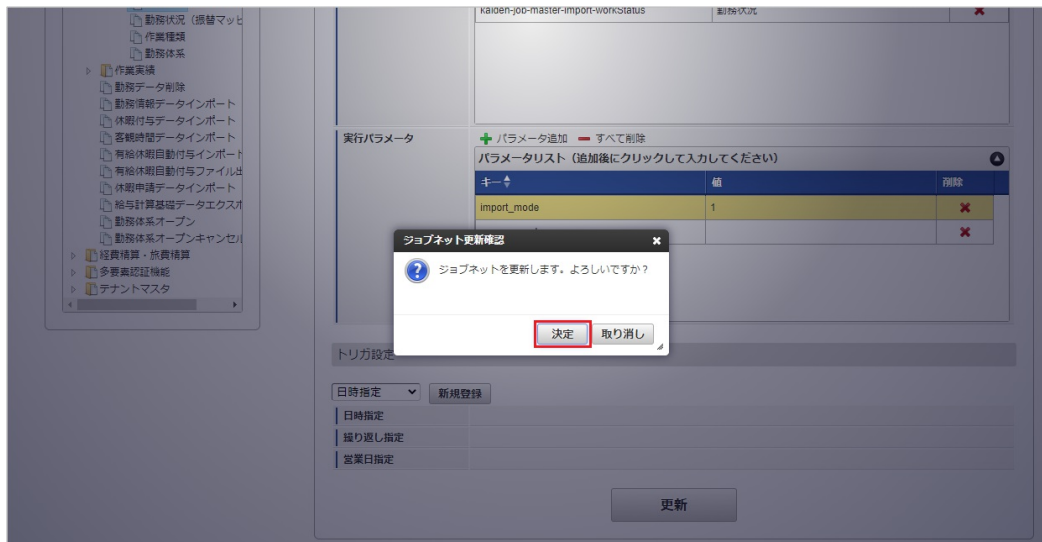 勤務状況(振替マッピ
作業種類
勤務体系
作業実績
勤務データ削除
勤務情報データインポート
休暇付与データインポート
客観時間データインポート
有給休暇自動付与インポート
有給休暇自動付与ファイル出
休暇申請データインポート
給与計算基礎データエクスポ
勤務体系オープン
勤務体系オープンキャンセル
経費精算・旅費精算
多要素認証機能
テナントマスタ
kaiden-job-master-import-workStatus 勤務状況
実行パラメータ
パラメータ追加 すべて削除
パラメータリスト(追加後にクリックして入力してください)
キー 値 削除
import_mode 1
ジョブネット更新確認
ジョブネットを更新します。よろしいですか?
決定 取り消し
トリガ設定
日時指定 新規登録
日時指定
繰り返し指定
営業日指定
更新